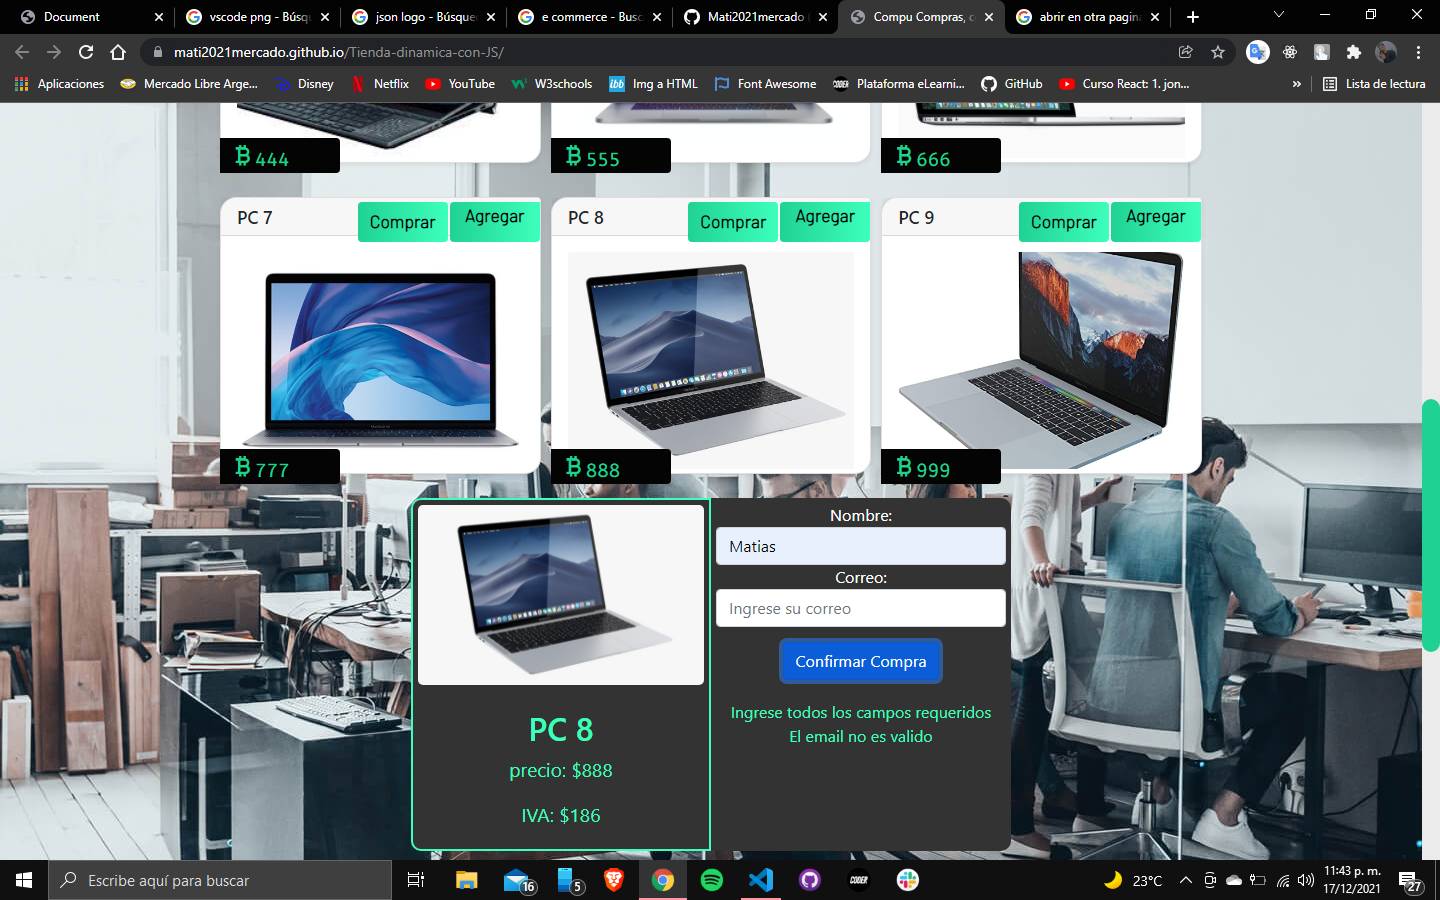 Document
vscode png - Búsqu
json logo - Búsque
e commerce - Busc
Mati2021mercado
Compu Compras, c
abrir en otra pagina
mati2021mercado.github.io/Tienda-dinamica-con-JS/
Aplicaciones
Mercado Libre Arge...
Disney
Netflix
YouTube
W3schools
ibb
Img a HTML
Font Awesome
CODER
Plataforma eLearni...
GitHub
Curso React: 1. jon...
»
Lista de lectura
444
555
666
PC 7
Comprar
Agregar
PC 8
Comprar
Agregar
PC 9
Comprar
Agregar
777
888
999
PC 8
precio: $888
IVA: $186
Nombre:
Matias
Correo:
Ingrese su correo
Confirmar Compra
Ingrese todos los campos requeridos
El email no es valido
Escribe aquí para buscar
16
5
CODER
23°C
11:43 p. m.
17/12/2021
27